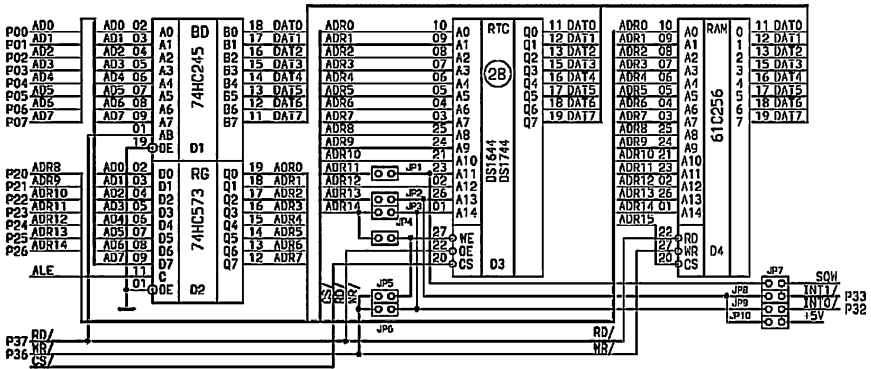 P00 AD0 AD0 02 A0 BD B0 18 DAT0 ADR0 10 A0 RTC Q0 11 DAT0 ADR0 10 A0 RAM 0 11 DAT0
P01 AD1 AD1 03 A1 B1 17 DAT1 ADR1 09 A1 Q1 12 DAT1 ADR1 09 A1 1 12 DAT1
P02 AD2 AD2 04 A2 B2 16 DAT2 ADR2 08 A2 Q2 13 DAT2 ADR2 08 A2 2 13 DAT2
P03 AD3 AD3 05 A3 B3 15 DAT3 ADR3 07 A3 2B Q3 15 DAT3 ADR3 07 A3 3 15 DAT3
P04 AD4 AD4 06 A4 74HC245 B4 14 DAT4 ADR4 06 A4 Q4 16 DAT4 ADR4 06 A4 61C256 4 16 DAT4
P05 AD5 AD5 07 A5 B5 13 DAT5 ADR5 05 A5 Q5 17 DAT5 ADR5 05 A5 5 17 DAT5
P06 AD6 AD6 08 A6 B6 12 DAT6 ADR6 04 A6 Q6 18 DAT6 ADR6 04 A6 6 18 DAT6
P07 AD7 AD7 09 A7 B7 11 DAT7 ADR7 03 A7 Q7 19 DAT7 ADR7 03 A7 7 19 DAT7
01 AB ADR8 25 A8 DS1644 ADR8 25 A8
19 OE D1 ADR9 24 A9 DS1744 ADR9 24 A9
ADR10 21 A10 ADR10 21 A10
P20 ADR8 AD0 02 D0 RG Q0 19 ADR0 ADR11 JP1 23 A11 ADR11 23 A11
P21 ADR9 AD1 03 D1 Q1 18 ADR1 ADR12 02 A12 ADR12 02 A12
P22 ADR10 AD2 04 D2 74HC573 Q2 17 ADR2 ADR13 JP2 26 A13 ADR13 26 A13
P23 ADR11 AD3 05 D3 Q3 16 ADR3 ADR14 JP3 01 A14 ADR14 01 A14
P24 ADR12 AD4 06 D4 Q4 15 ADR4 JP4 ADR15
P25 ADR13 AD5 07 D5 Q5 14 ADR5 27 WE 22 RD
P26 ADR14 AD6 08 D6 Q6 13 ADR6 22 OE 27 WR D4
AD7 09 D7 Q7 12 ADR7 20 CS D3 20 CS
ALE 11 C JP7 SQW
01 OE D2 CS/ RD/ WR/ JP5 JP8 INT1/ P33
JP9 INT0/ P32
JP6 JP10 +5V
P37 RD/ RD/
P36 WR/ WR/
CS/